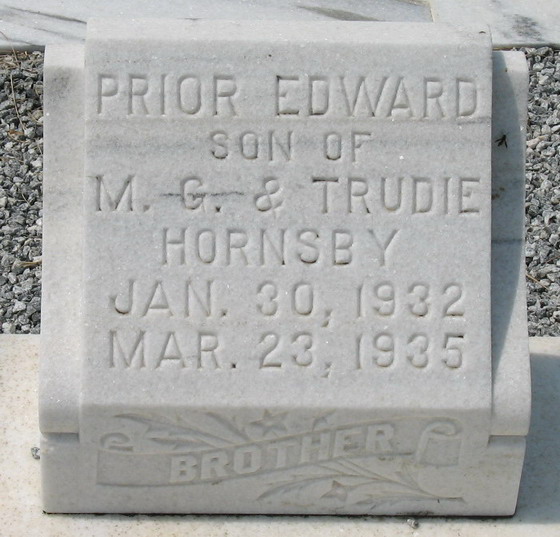 PRIOR EDWARD
SON OF
M. G. & TRUDIE
HORNSBY
JAN. 30, 1932
MAR. 23, 1935
BROTHER